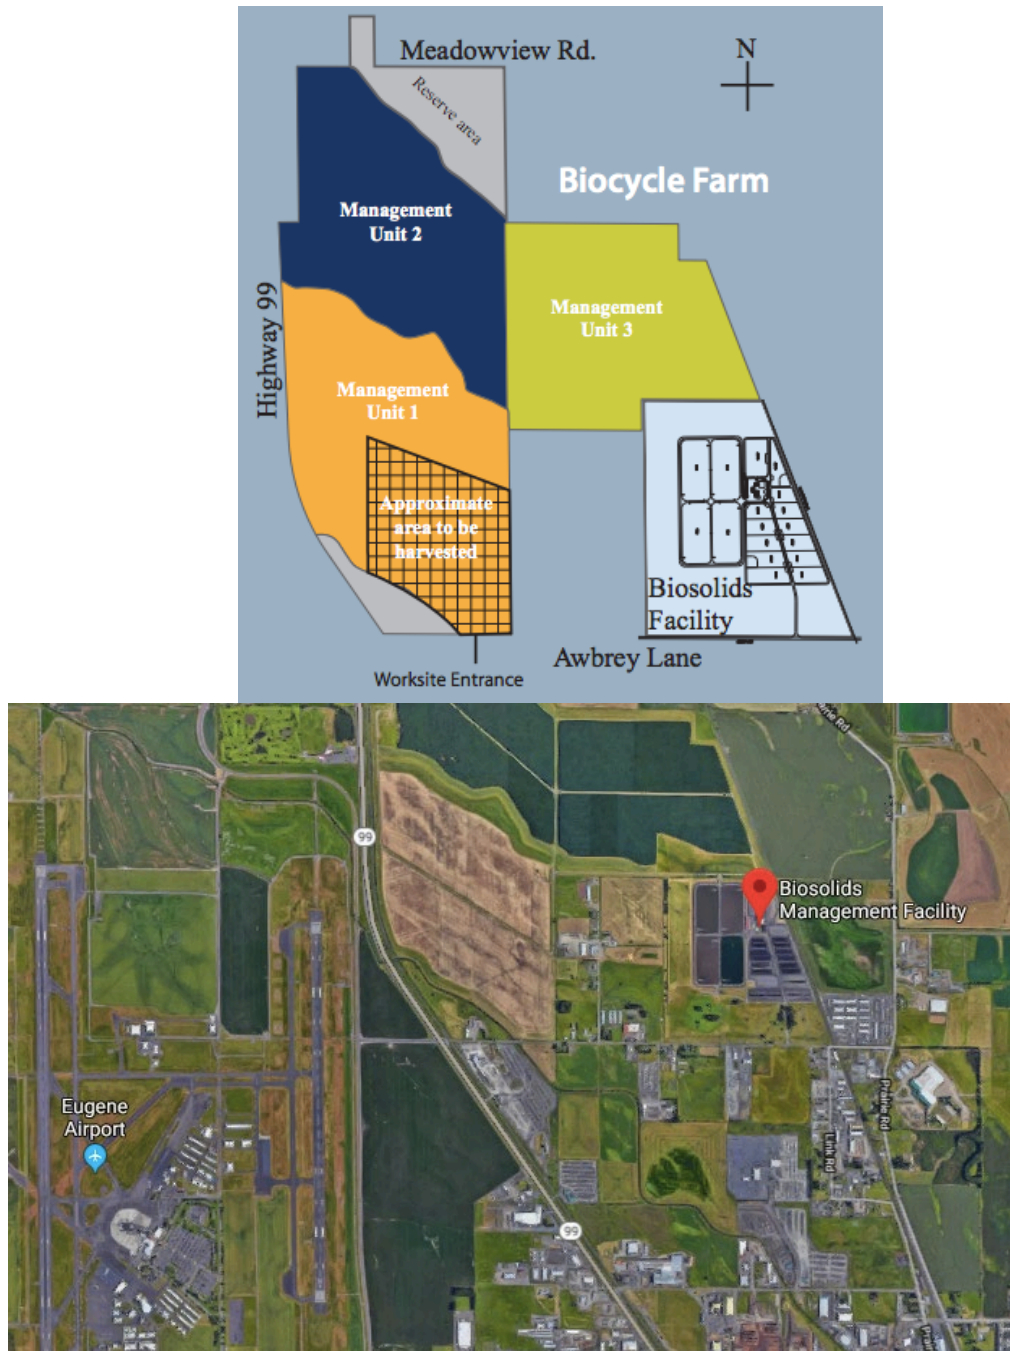 Meadowview Rd.
N
Reserve area
Biocycle Farm
Management
Unit 2
Highway 99
Management
Unit 3
Management
Unit 1
Approximate
area to be
harvested
Biosolids
Facility
Awbrey Lane
Worksite Entrance
Rd
99
Biosolids
Management Facility
Eugene
Airport
Prairie Rd
Link Rd
99